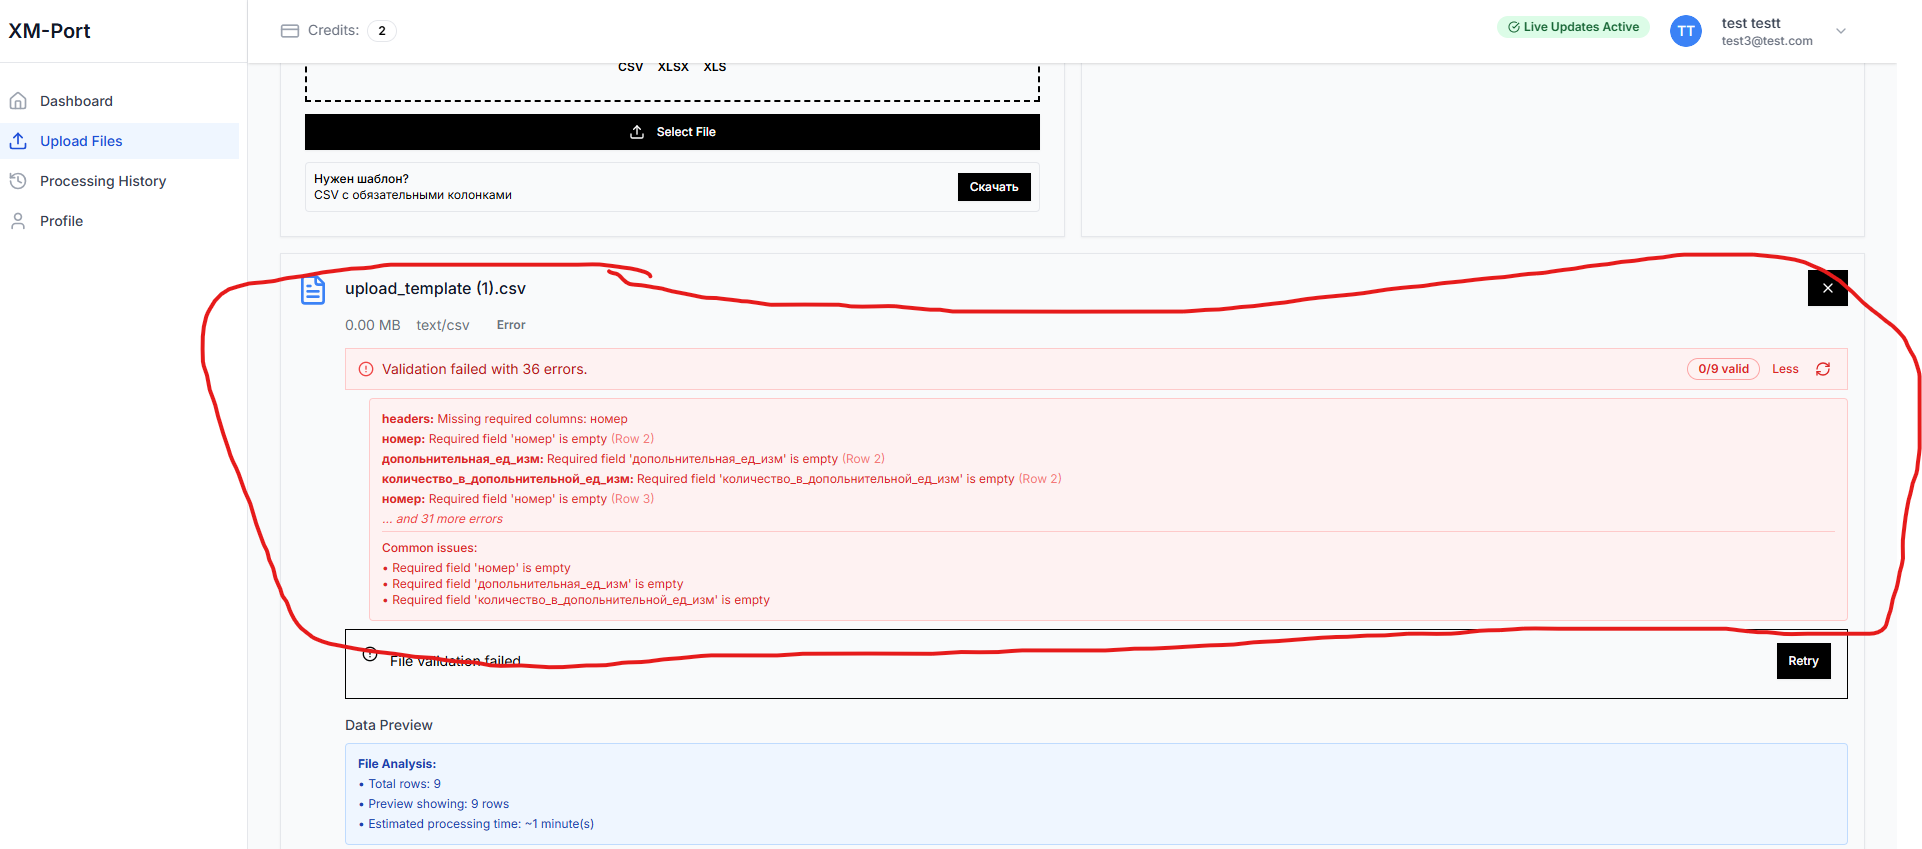 XM-Port
Credits: 2
Live Updates Active
TT
test testt
test3@test.com
Dashboard
Upload Files
Processing History
Profile
CSV XLSX XLS
Select File
Нужен шаблон?
CSV с обязательными колонками
Скачать
upload_template (1).csv
0.00 MB text/csv Error
Validation failed with 36 errors.
0/9 valid Less
headers: Missing required columns: номер
номер: Required field 'номер' is empty (Row 2)
допольнительная_ед_изм: Required field 'допольнительная_ед_изм' is empty (Row 2)
количество_в_допольнительной_ед_изм: Required field 'количество_в_допольнительной_ед_изм' is empty (Row 2)
номер: Required field 'номер' is empty (Row 3)
... and 31 more errors
Common issues:
• Required field 'номер' is empty
• Required field 'допольнительная_ед_изм' is empty
• Required field 'количество_в_допольнительной_ед_изм' is empty
File validation failed
Retry
Data Preview
File Analysis:
• Total rows: 9
• Preview showing: 9 rows
• Estimated processing time: ~1 minute(s)